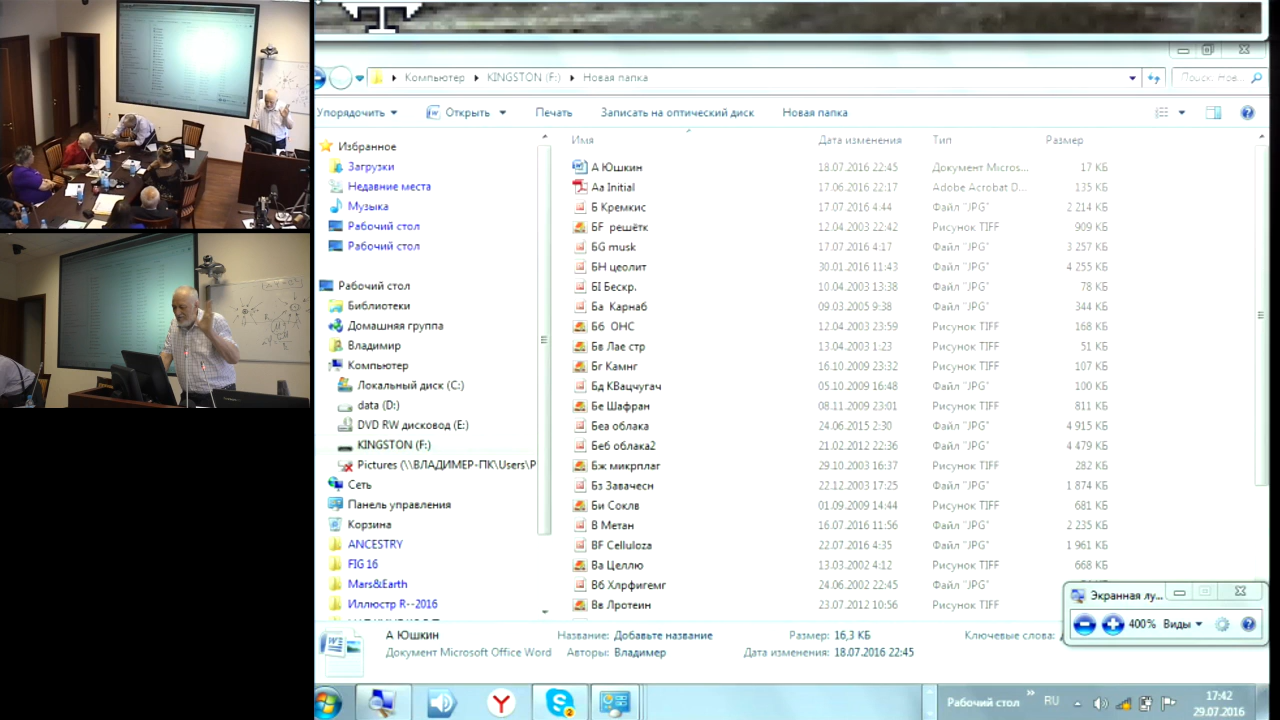 Компьютер
KINGSTON (F:)
Новая папка
Поиск: Нов...
Упорядочить
Открыть
Печать
Записать на оптический диск
Новая папка
Избранное
Загрузки
Недавние места
Музыка
Рабочий стол
Рабочий стол
Рабочий стол
Библиотеки
Домашняя группа
Владимир
Компьютер
Локальный диск (C:)
data (D:)
DVD RW дисковод (E:)
KINGSTON (F:)
Pictures (\\ВЛАДИМЕР-ПК\Users\P
Сеть
Панель управления
Корзина
ANCESTRY
FIG 16
Mars&Earth
Иллюстр R--2016
Имя Дата изменения Тип Размер
А Юшкин 18.07.2016 22:45 Документ Micros... 17 КБ
Aa Initial 17.06.2016 22:17 Adobe Acrobat D... 135 КБ
Б Кремкис 17.07.2016 4:44 Файл "JPG" 2 214 КБ
БF решётк 12.04.2003 22:42 Рисунок TIFF 909 КБ
БG musk 17.07.2016 4:17 Файл "JPG" 3 257 КБ
БН цеолит 30.01.2016 11:43 Файл "JPG" 4 255 КБ
БI Бескр. 10.04.2003 13:38 Файл "JPG" 78 КБ
Ба Карнаб 09.03.2005 9:38 Файл "JPG" 344 КБ
Бб ОНС 12.04.2003 23:59 Рисунок TIFF 168 КБ
Бв Лае стр 13.04.2003 1:23 Рисунок TIFF 51 КБ
Бг Камнг 16.10.2009 23:32 Рисунок TIFF 107 КБ
Бд КВацчугач 05.10.2009 16:48 Файл "JPG" 100 КБ
Бе Шафран 08.11.2009 23:01 Рисунок TIFF 811 КБ
Беа облака 24.06.2015 2:30 Файл "JPG" 4 915 КБ
Беб облака2 21.02.2012 22:36 Файл "JPG" 4 479 КБ
Бж микрплаг 29.10.2003 16:37 Рисунок TIFF 282 КБ
Бз Завачесн 22.12.2003 17:25 Файл "JPG" 1 874 КБ
Би Соклв 01.09.2009 14:44 Рисунок TIFF 681 КБ
В Метан 16.07.2016 11:56 Файл "JPG" 2 235 КБ
BF Celluloza 22.07.2016 4:35 Файл "JPG" 1 961 КБ
Ва Целлю 13.03.2002 4:12 Рисунок TIFF 668 КБ
Вб Хлрфигемг 24.06.2002 22:45 Файл "JPG"
Вв Лротеин 23.07.2012 10:56 Рисунок TIFF
Экранная лу...
400% Виды
А Юшкин Название: Добавьте название Размер: 16,3 КБ Ключевые слова:
Документ Microsoft Office Word Авторы: Владимир Дата изменения: 18.07.2016 22:45
Рабочий стол
RU
17:42
29.07.2016